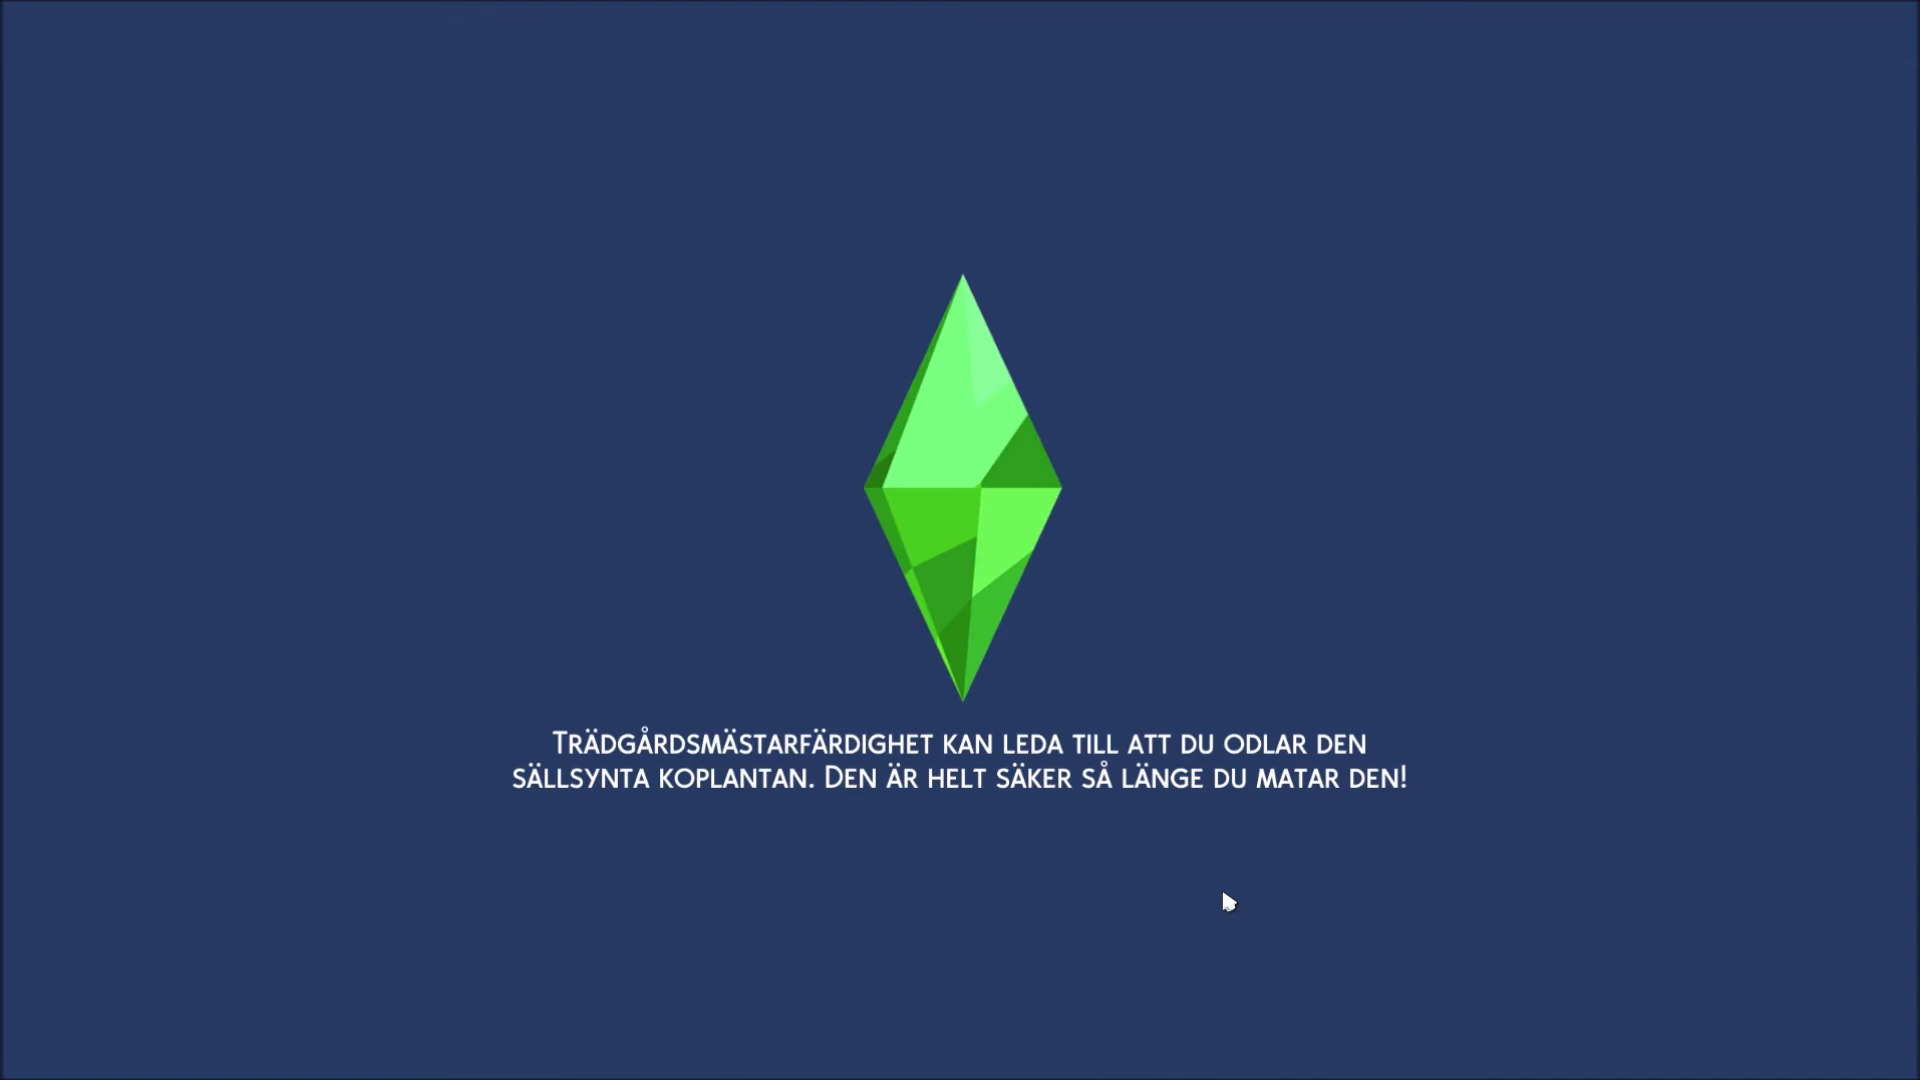 Trädgårdsmästarfärdighet kan leda till att du odlar den
sällsynta koplantan. Den är helt säker så länge du matar den!